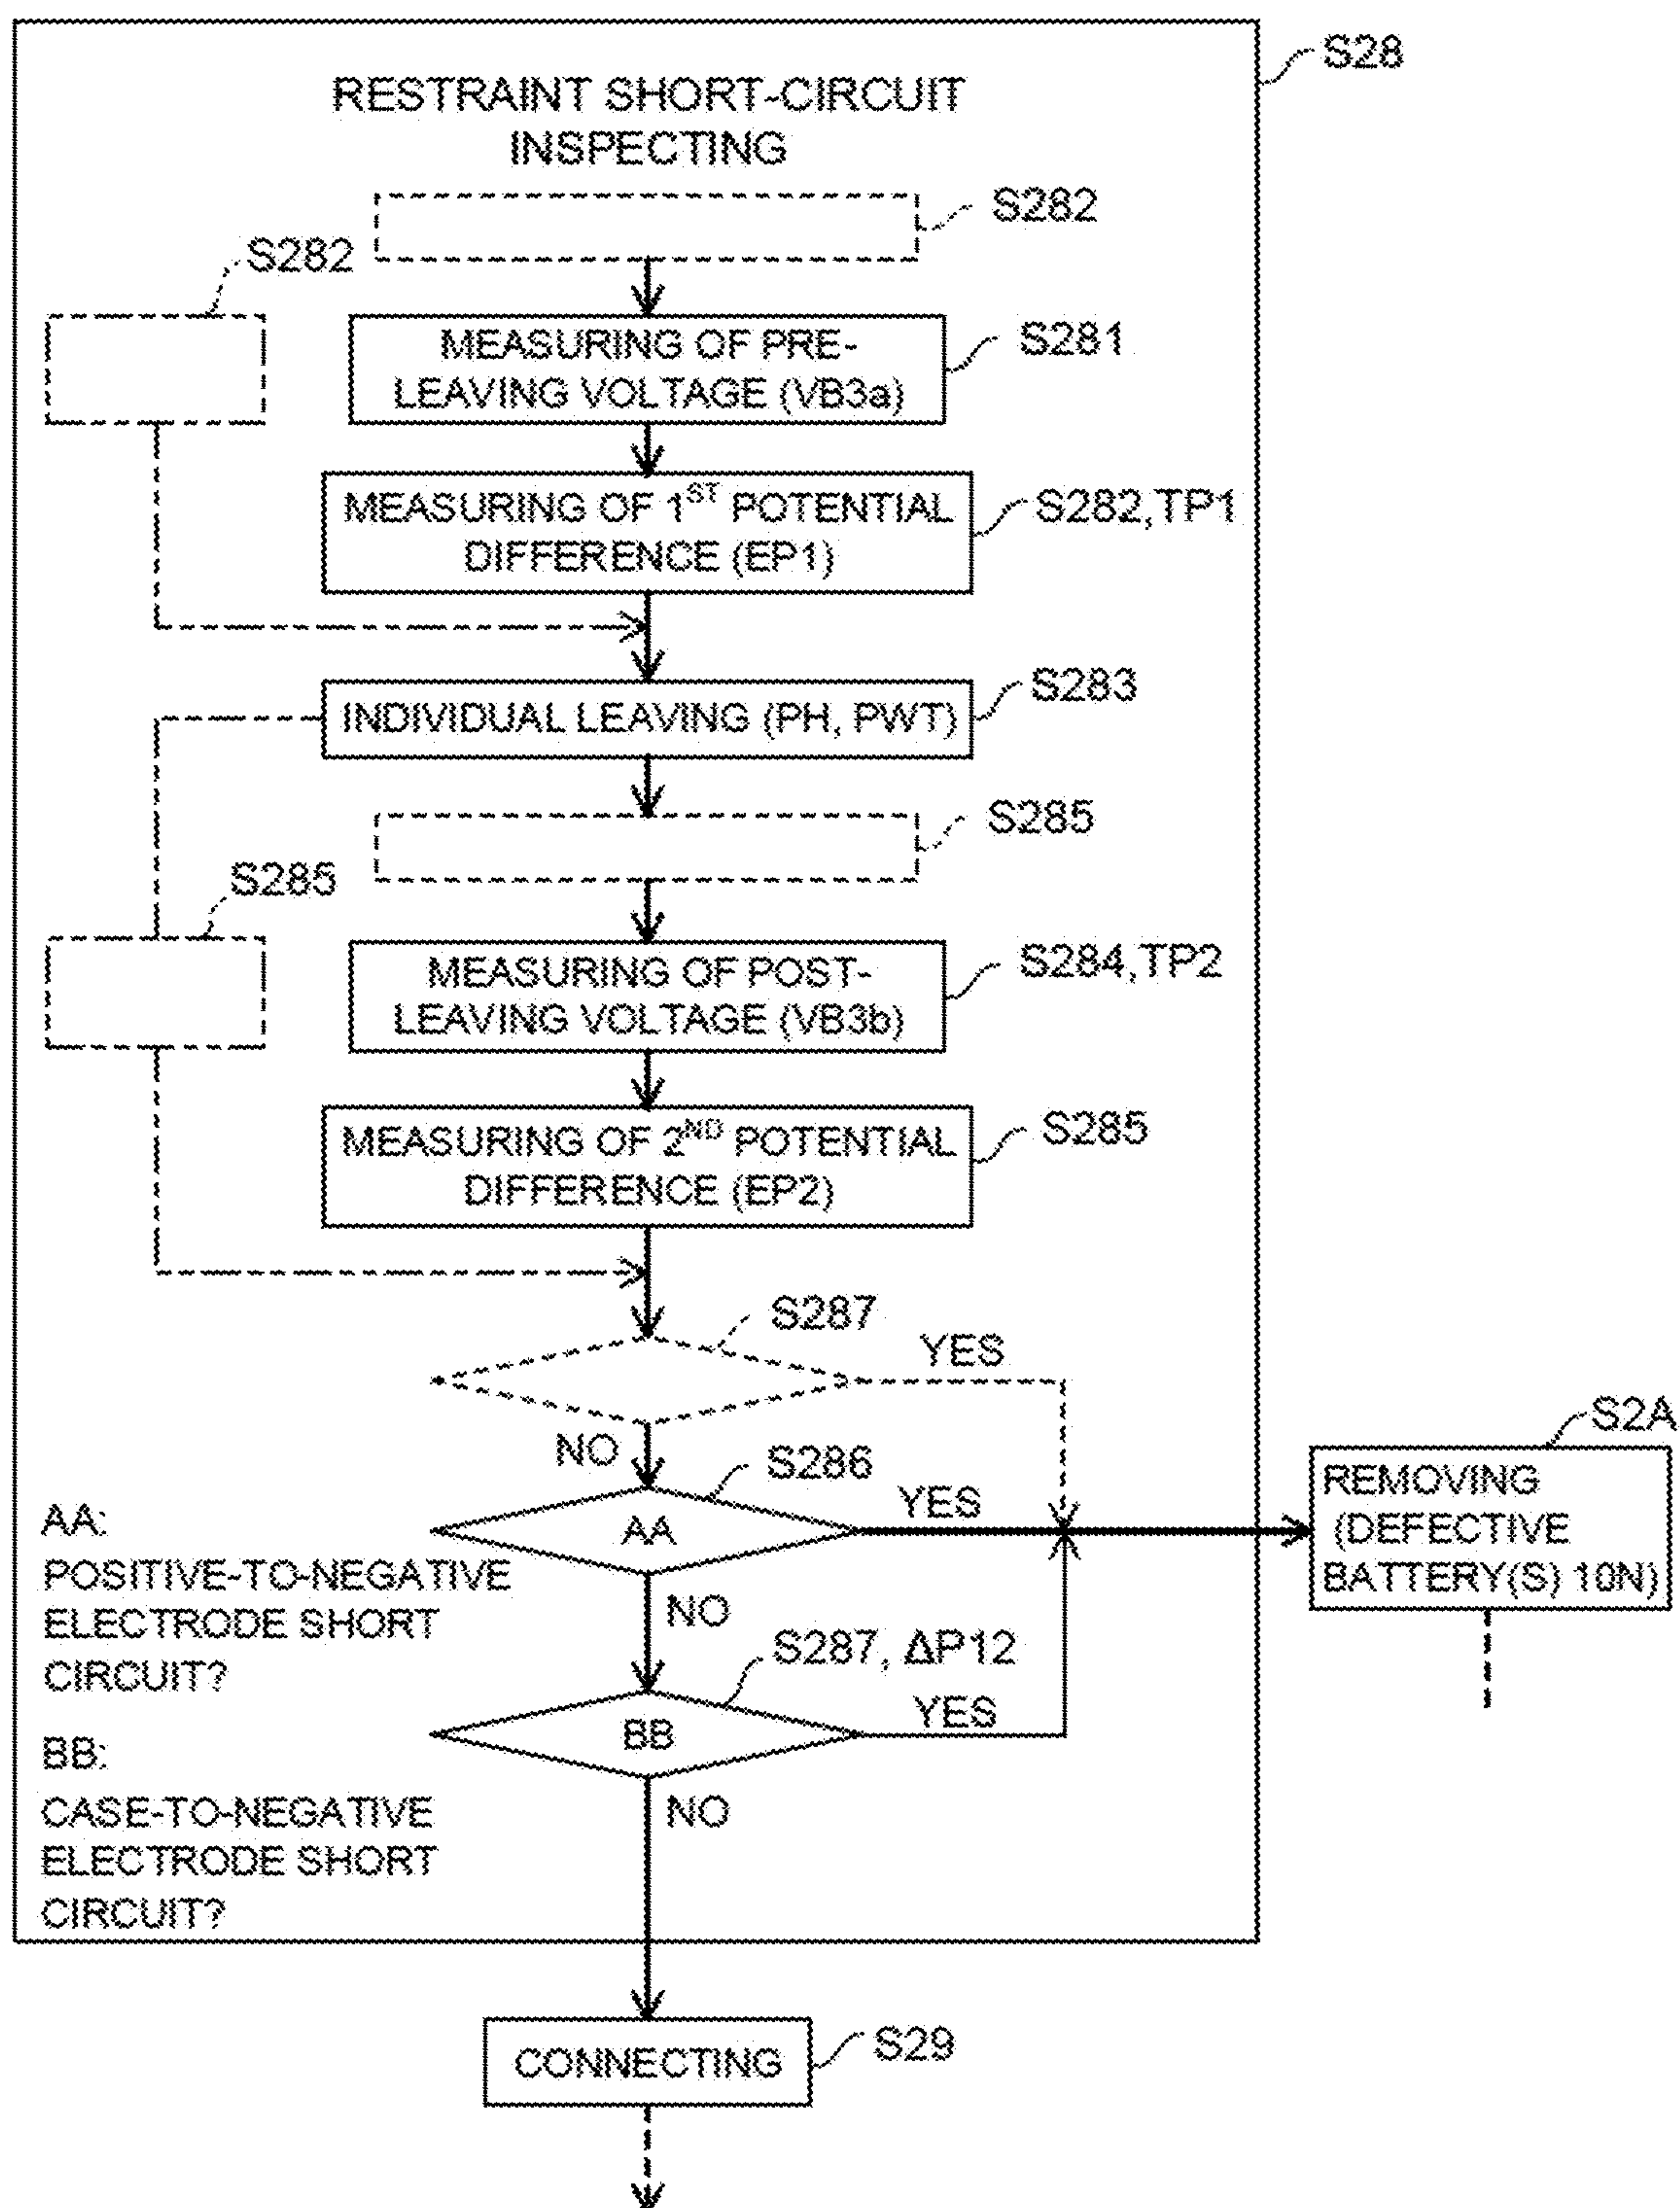 S28
RESTRAINT SHORT-CIRCUIT
INSPECTING
S282
S282
MEASURING OF PRE-
LEAVING VOLTAGE (VB3a)
S281
MEASURING OF 1ST POTENTIAL
DIFFERENCE (EP1)
S282,TP1
INDIVIDUAL LEAVING (PH, PWT)
S283
S285
S285
MEASURING OF POST-
LEAVING VOLTAGE (VB3b)
S284,TP2
MEASURING OF 2ND POTENTIAL
DIFFERENCE (EP2)
S285
S287
YES
NO
S286
AA
YES
S2A
REMOVING
(DEFECTIVE
BATTERY(S) 10N)
AA:
POSITIVE-TO-NEGATIVE
ELECTRODE SHORT
CIRCUIT?
NO
S287, ΔP12
BB
YES
BB:
CASE-TO-NEGATIVE
ELECTRODE SHORT
CIRCUIT?
NO
CONNECTING
S29